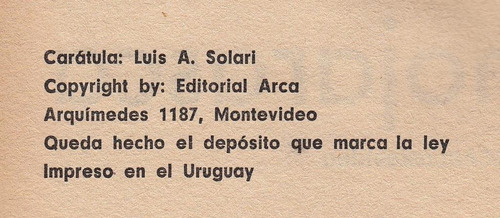 Carátula: Luis A. Solari
Copyright by: Editorial Arca
Arquímedes 1187, Montevideo
Queda hecho el depósito que marca la ley
Impreso en el Uruguay